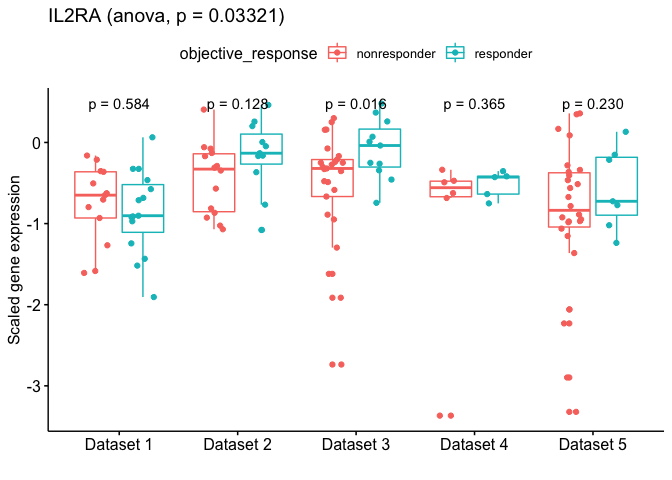 IL2RA (anova, p = 0.03321)
objective_response nonresponder responder
p = 0.584 p = 0.128 p = 0.016 p = 0.365 p = 0.230
Scaled gene expression
0
-1
-2
-3
Dataset 1 Dataset 2 Dataset 3 Dataset 4 Dataset 5